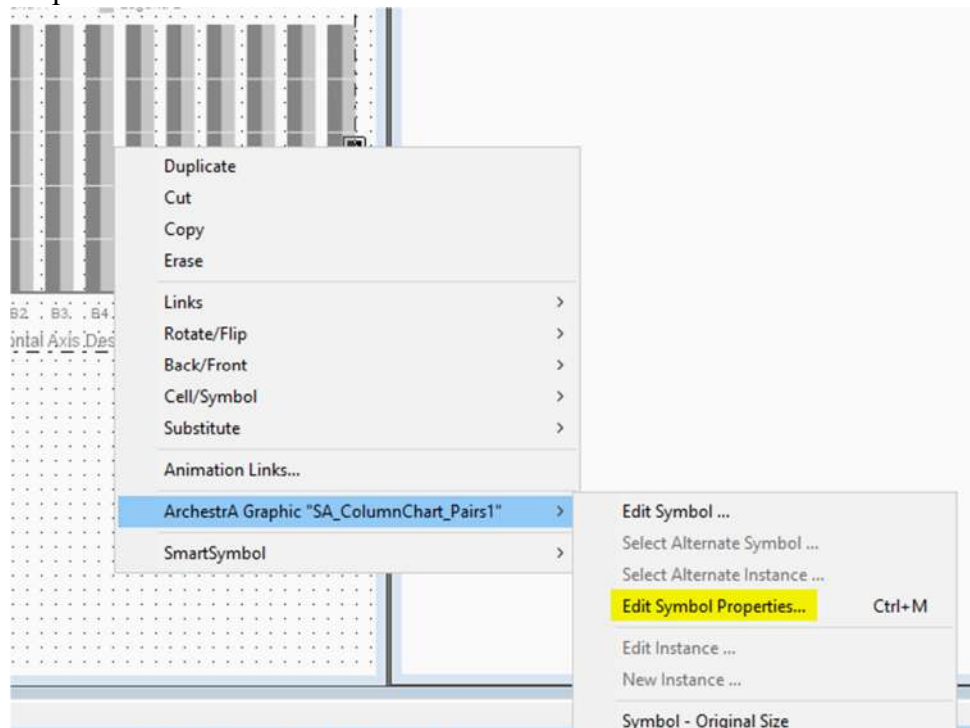 Duplicate
Cut
Copy
Erase
B2. B3. B4.
Links
Rotate/Flip
Back/Front
Cell/Symbol
Substitute
Animation Links...
ArchestrA Graphic "SA_ColumnChart_Pairs1"
SmartSymbol
Edit Symbol ...
Select Alternate Symbol ...
Select Alternate Instance ...
Edit Symbol Properties... Ctrl+M
Edit Instance ...
New Instance ...
Symbol - Original Size